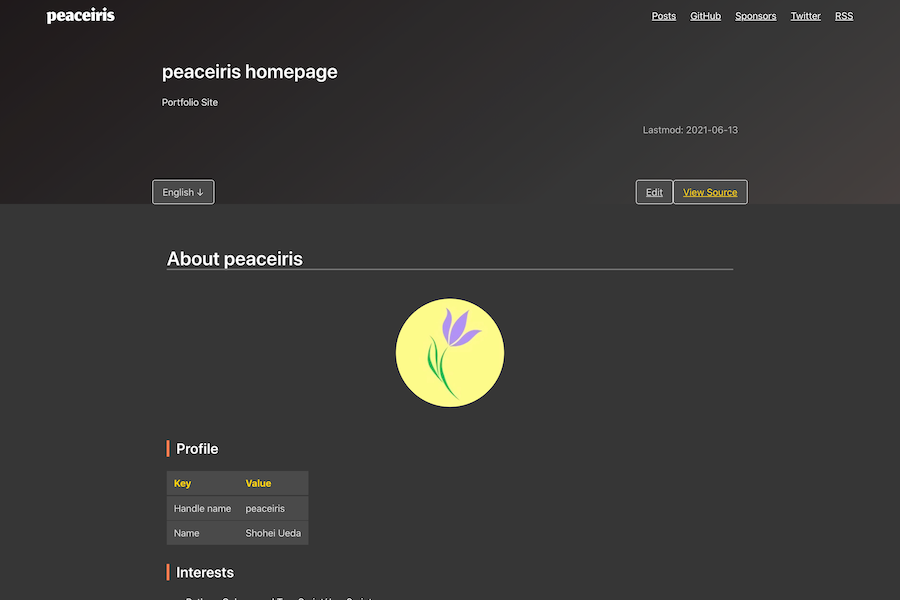 peaceiris
Posts GitHub Sponsors Twitter RSS
peaceiris homepage
Portfolio Site
Lastmod: 2021-06-13
English ↓
Edit View Source
About peaceiris
Profile
Key Value
Handle name peaceiris
Name Shohei Ueda
Interests